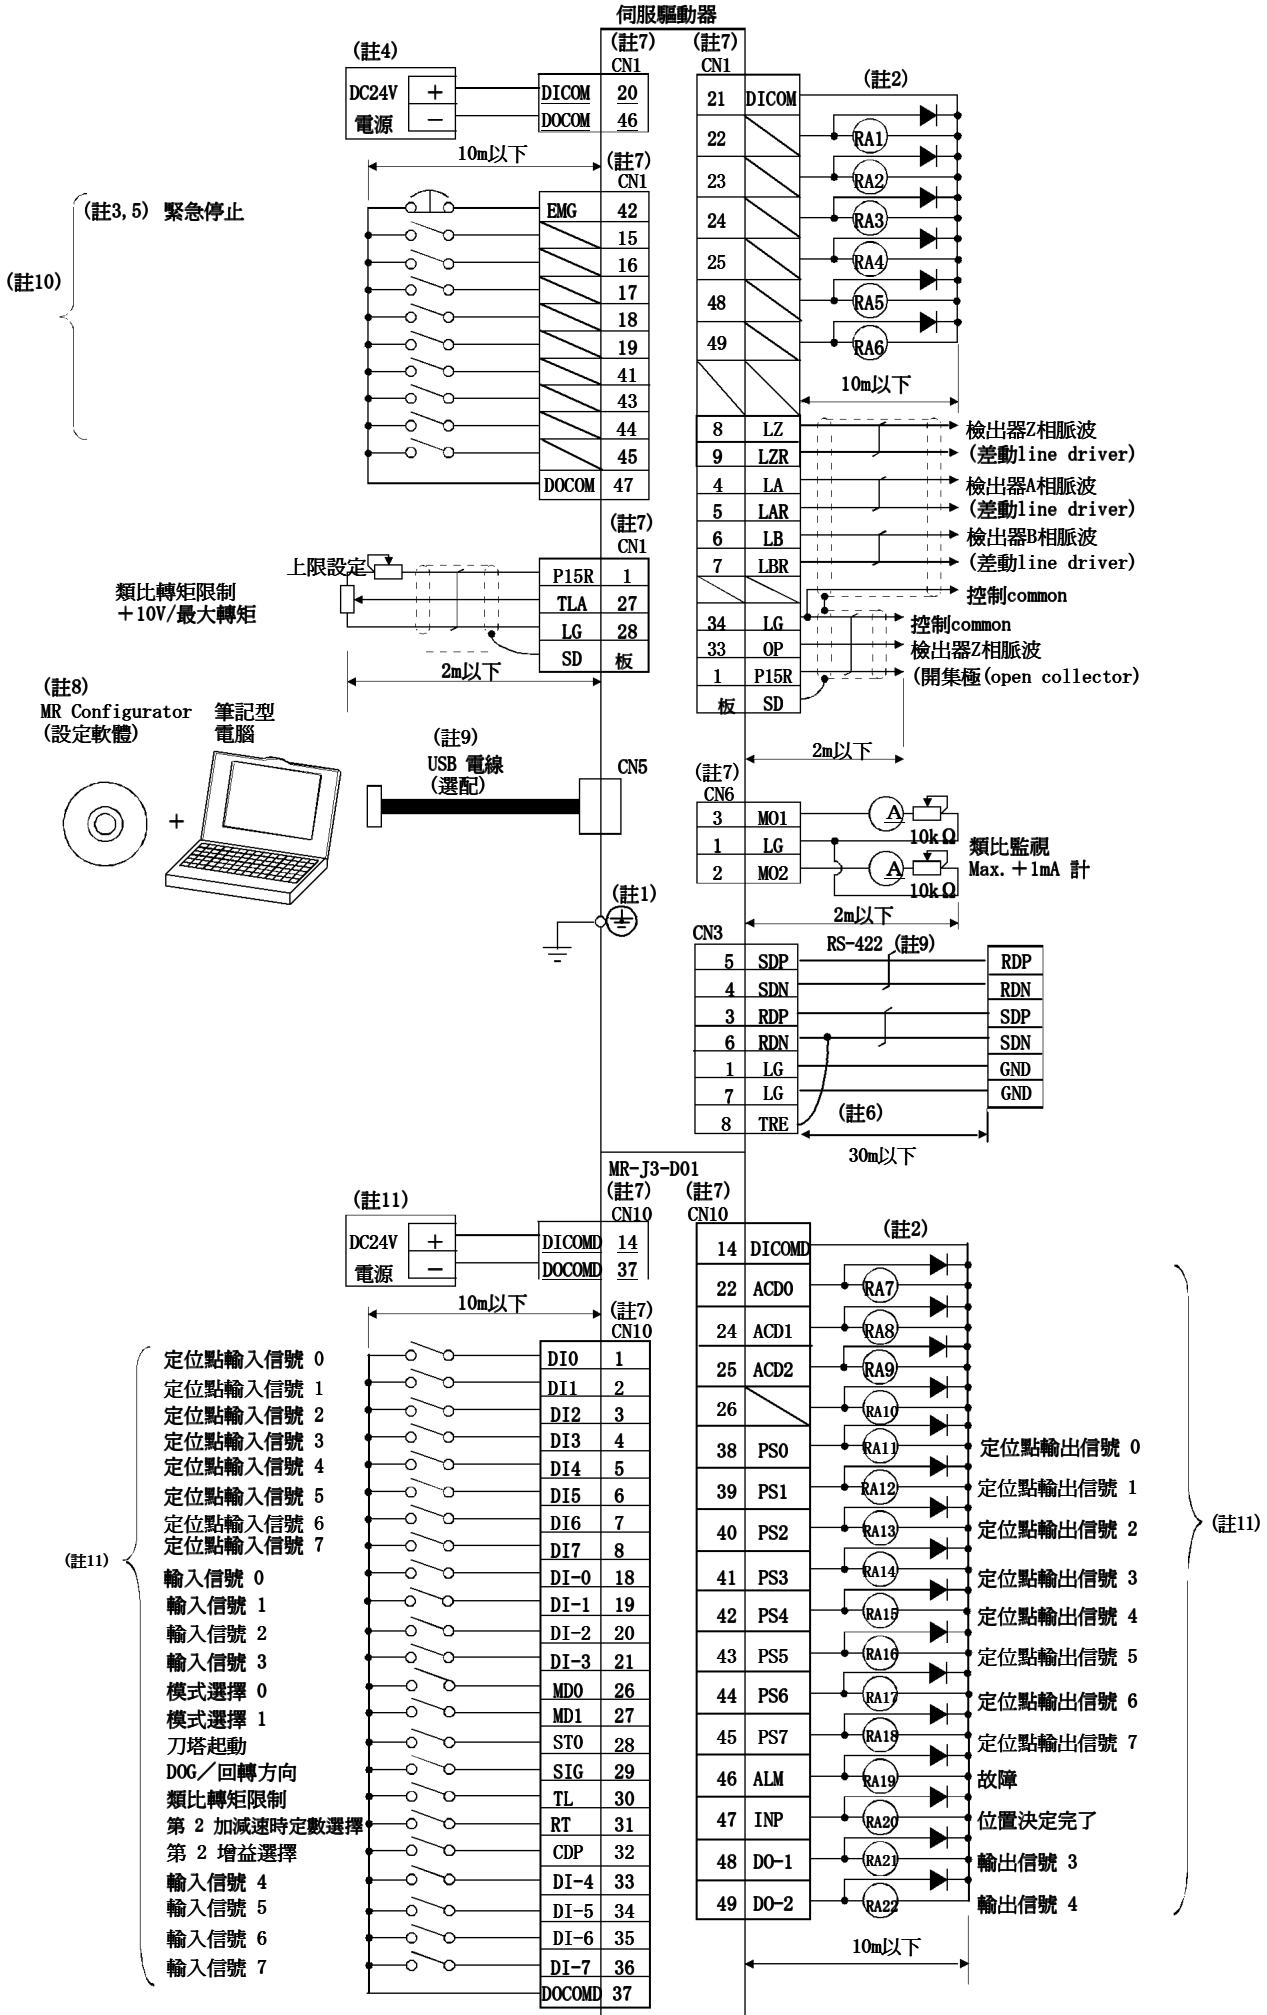 伺服驅動器
(註7)
CN1
(註4)
DC24V
電源
+
−
DICOM 20
DOCOM 46
10m以下
(註7)
CN1
(註3,5) 緊急停止
(註10)
EMG 42
15
16
17
18
19
41
43
44
45
DOCOM 47
(註7)
CN1
上限設定
類比轉矩限制
＋10V/最大轉矩
P15R 1
TLA 27
LG 28
SD 板
2m以下
(註8)
MR Configurator
(設定軟體)
筆記型
電腦
+
(註9)
USB 電線
(選配)
CN5
(註1)
(註7)
CN1
(註2)
21 DICOM
22
RA1
23
RA2
24
RA3
25
RA4
48
RA5
49
RA6
10m以下
8 LZ
檢出器Z相脈波
9 LZR
(差動line driver)
4 LA
檢出器A相脈波
5 LAR
(差動line driver)
6 LB
檢出器B相脈波
7 LBR
(差動line driver)
控制common
34 LG
控制common
33 OP
檢出器Z相脈波
1 P15R
(開集極(open collector)
板 SD
2m以下
(註7)
CN6
3 MO1
A
10kΩ
1 LG
2 MO2
A
10kΩ
類比監視
Max.＋1mA 計
2m以下
CN3
RS-422 (註9)
5 SDP
RDP
4 SDN
RDN
3 RDP
SDP
6 RDN
SDN
1 LG
GND
7 LG
GND
8 TRE
(註6)
30m以下
MR-J3-D01
(註7)
CN10
(註11)
DC24V
電源
+
−
DICOMD 14
DOCOMD 37
10m以下
(註7)
CN10
(註11)
定位點輸入信號 0
DI0 1
定位點輸入信號 1
DI1 2
定位點輸入信號 2
DI2 3
定位點輸入信號 3
DI3 4
定位點輸入信號 4
DI4 5
定位點輸入信號 5
DI5 6
定位點輸入信號 6
DI6 7
定位點輸入信號 7
DI7 8
輸入信號 0
DI-0 18
輸入信號 1
DI-1 19
輸入信號 2
DI-2 20
輸入信號 3
DI-3 21
模式選擇 0
MD0 26
模式選擇 1
MD1 27
刀塔起動
ST0 28
DOG／回轉方向
SIG 29
類比轉矩限制
TL 30
第 2 加減速時定數選擇
RT 31
第 2 增益選擇
CDP 32
輸入信號 4
DI-4 33
輸入信號 5
DI-5 34
輸入信號 6
DI-6 35
輸入信號 7
DI-7 36
DOCOMD 37
(註7)
CN10
(註2)
14 DICOMD
22 ACD0
RA7
24 ACD1
RA8
25 ACD2
RA9
26
RA10
38 PS0
RA11
定位點輸出信號 0
39 PS1
RA12
定位點輸出信號 1
40 PS2
RA13
定位點輸出信號 2
41 PS3
RA14
定位點輸出信號 3
42 PS4
RA15
定位點輸出信號 4
43 PS5
RA16
定位點輸出信號 5
44 PS6
RA17
定位點輸出信號 6
45 PS7
RA18
定位點輸出信號 7
46 ALM
RA19
故障
47 INP
RA20
位置決定完了
48 DO-1
RA21
輸出信號 3
49 DO-2
RA22
輸出信號 4
(註11)
10m以下